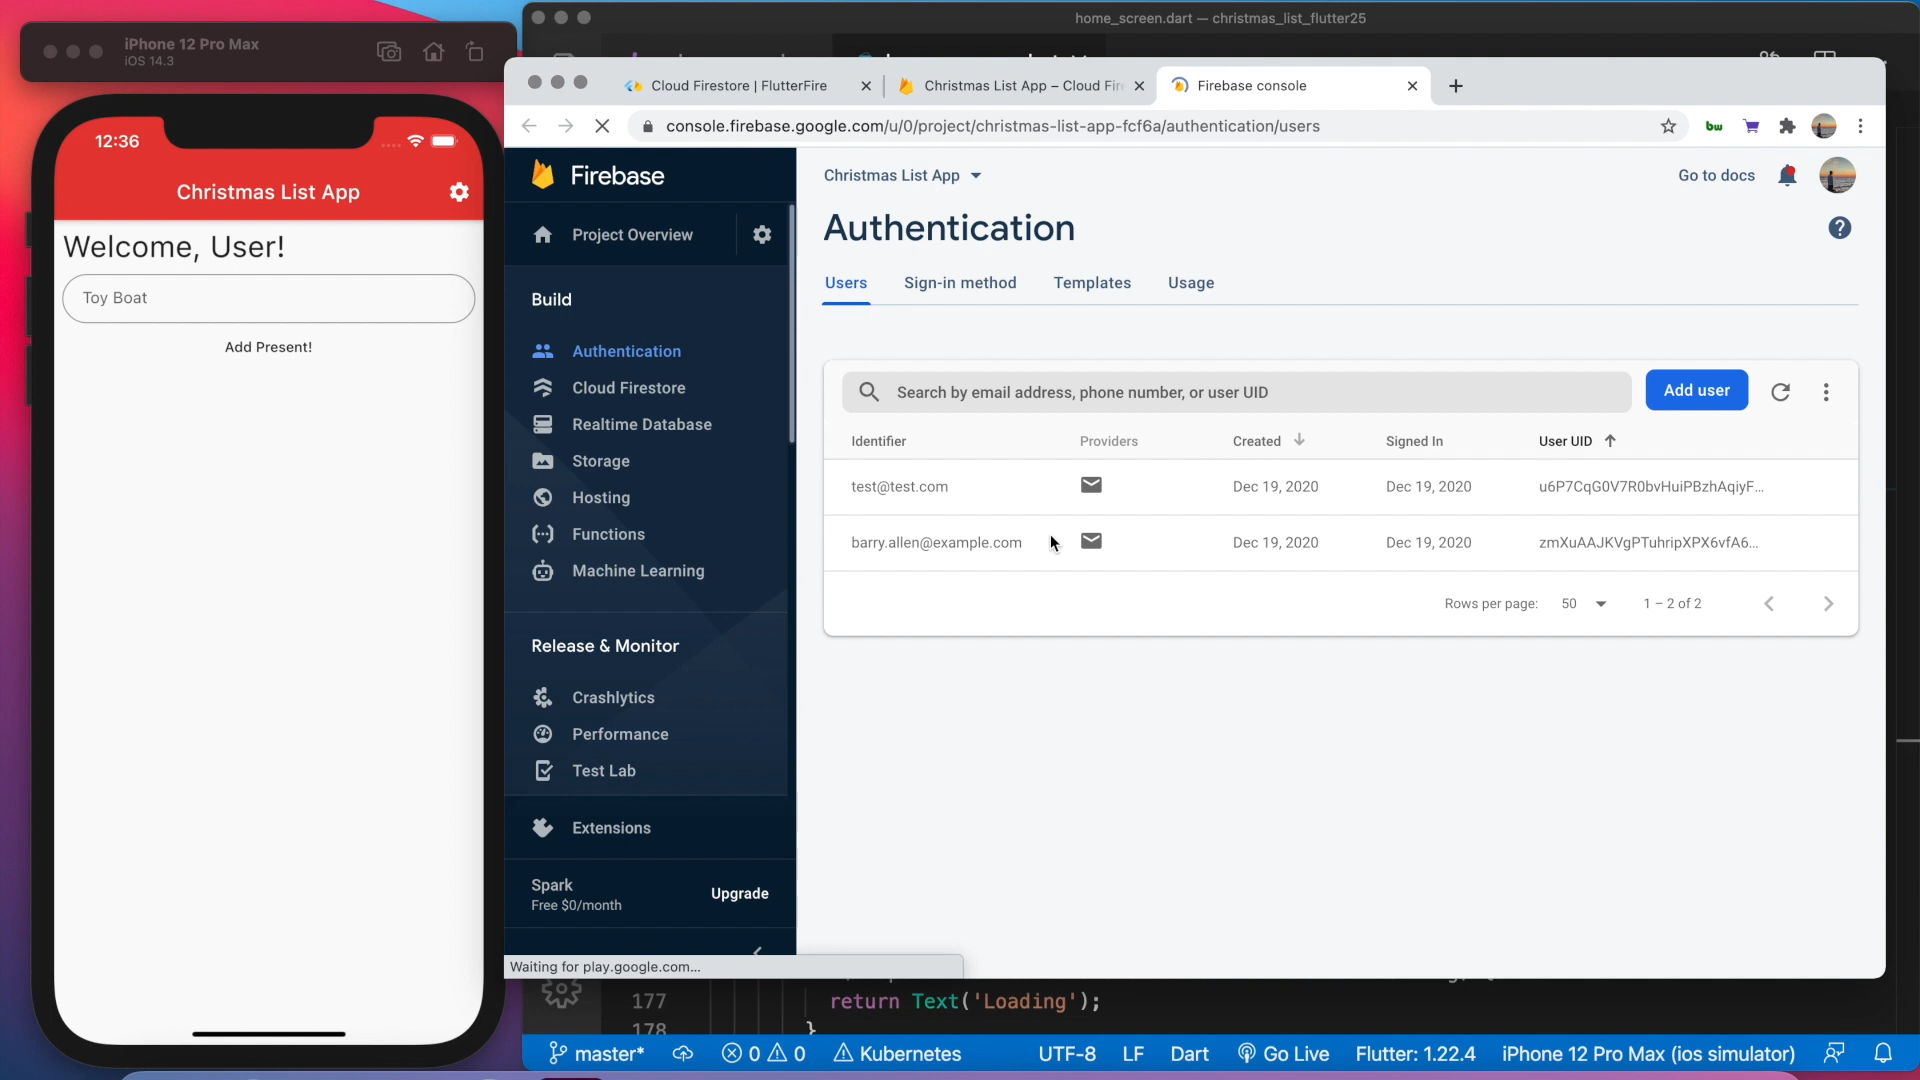 iPhone 12 Pro Max
iOS 14.3
12:36
Christmas List App
Welcome, User!
Toy Boat
Add Present!
home_screen.dart — christmas_list_flutter25
Cloud Firestore | FlutterFire
Christmas List App – Cloud Fir
Firebase console
console.firebase.google.com/u/0/project/christmas-list-app-fcf6a/authentication/users
bw
Firebase
Project Overview
Build
Authentication
Cloud Firestore
Realtime Database
Storage
Hosting
Functions
Machine Learning
Release & Monitor
Crashlytics
Performance
Test Lab
Extensions
Spark
Free $0/month
Upgrade
Waiting for play.google.com...
Christmas List App
Go to docs
Authentication
Users
Sign-in method
Templates
Usage
Search by email address, phone number, or user UID
Add user
Identifier Providers Created Signed In User UID
test@test.com Dec 19, 2020 Dec 19, 2020 u6P7CqG0V7R0bvHuiPBzhAqiyF...
barry.allen@example.com Dec 19, 2020 Dec 19, 2020 zmXuAAJKVgPTuhripXPX6vfA6...
Rows per page: 50 1 – 2 of 2
177 return Text('Loading');
178 }
master* 0 0 Kubernetes UTF-8 LF Dart Go Live Flutter: 1.22.4 iPhone 12 Pro Max (ios simulator)